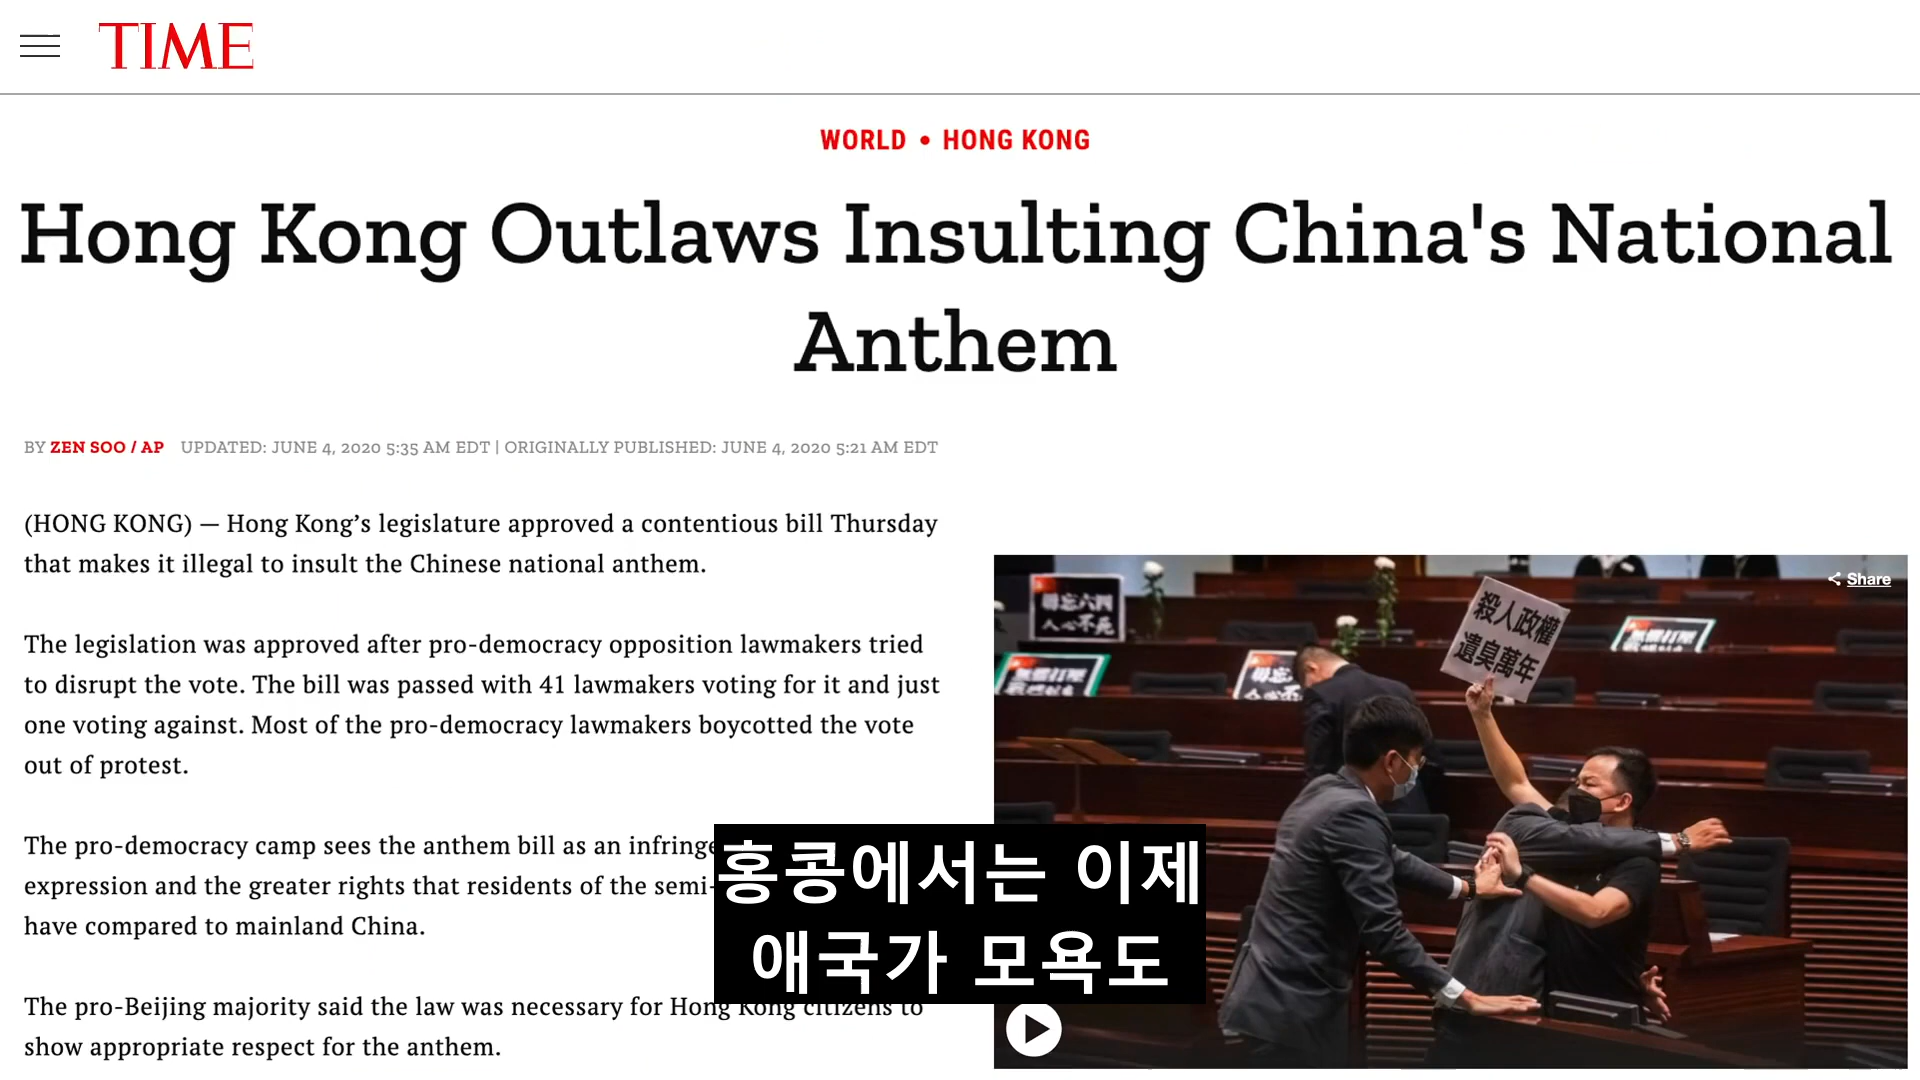 TIME
WORLD • HONG KONG
Hong Kong Outlaws Insulting China's National
Anthem
BY ZEN SOO / AP UPDATED: JUNE 4, 2020 5:35 AM EDT | ORIGINALLY PUBLISHED: JUNE 4, 2020 5:21 AM EDT
(HONG KONG) — Hong Kong’s legislature approved a contentious bill Thursday
that makes it illegal to insult the Chinese national anthem.
The legislation was approved after pro-democracy opposition lawmakers tried
to disrupt the vote. The bill was passed with 41 lawmakers voting for it and just
one voting against. Most of the pro-democracy lawmakers boycotted the vote
out of protest.
The pro-democracy camp sees the anthem bill as an
expression and the greater rights that residents of the semi-
have compared to mainland China.
The pro-Beijing majority said the law was necessary for Hong Kong citizens to
show appropriate respect for the anthem.
Share
毋忘六四
人心不死
殺人政權
遺臭萬年
홍콩에서는 이제
애국가 모욕도